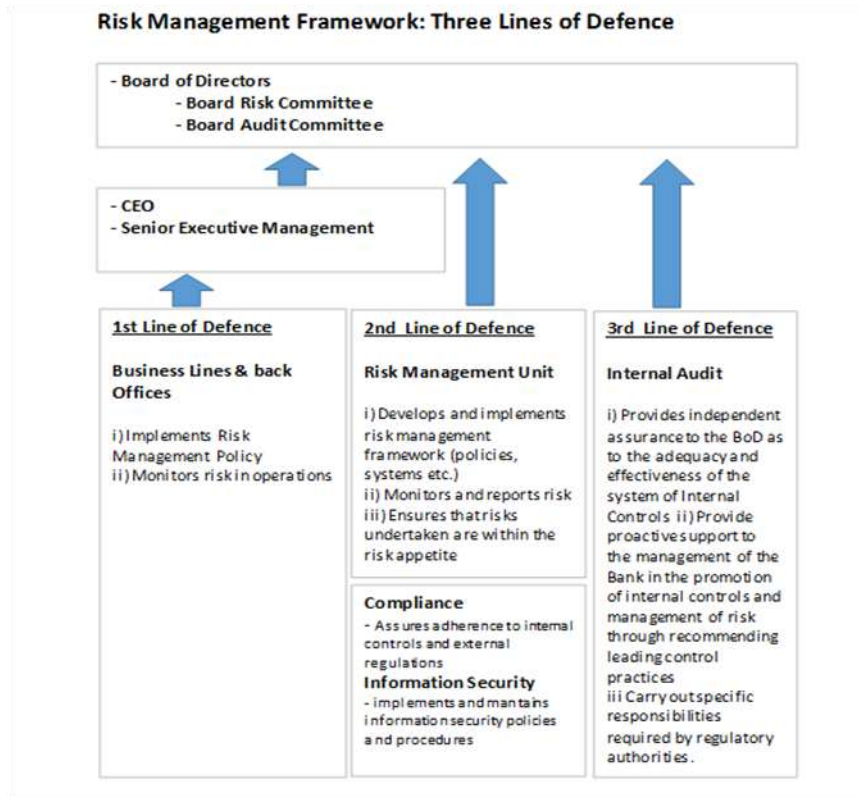 Risk Management Framework: Three Lines of Defence
- Board of Directors
- Board Risk Committee
- Board Audit Committee
- CEO
- Senior Executive Management
1st Line of Defence
Business Lines & back
Offices
i) Implements Risk
Management Policy
ii) Monitors risk in operations
2nd Line of Defence
Risk Management Unit
i) Develops and implements
risk management
framework (policies,
systems etc.)
ii) Monitors and reports risk
iii) Ensures that risks
undertaken are within the
risk appetite
Compliance
- Assures adherence to internal
controls and external
regulations
Information Security
- implements and mantains
information security policies
and procedures
3rd Line of Defence
Internal Audit
i) Provides independent
assurance to the BoD as
to the adequacy and
effectiveness of the
system of Internal
Controls ii) Provide
proactive support to
the management of the
Bank in the promotion
of internal controls and
management of risk
through recommending
leading control
practices
iii Carry out specific
responsibilities
required by regulatory
authorities.